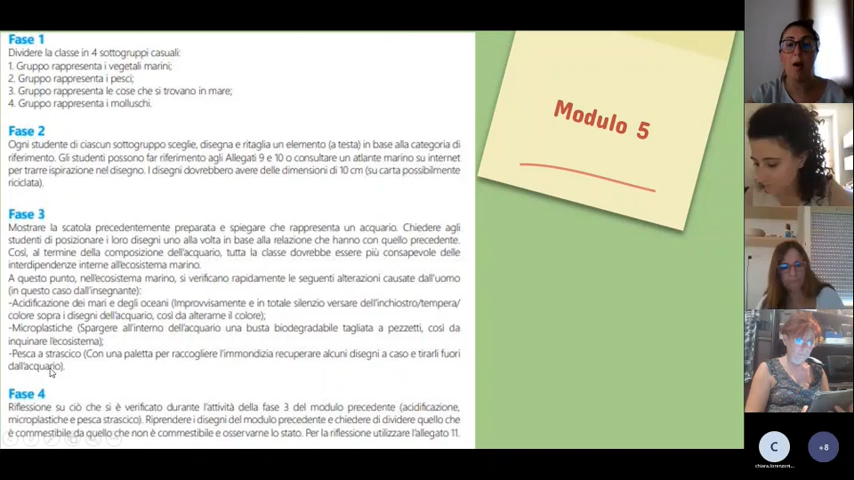 Fase 1
Dividere la classe in 4 sottogruppi casuali:
1. Gruppo rappresenta i vegetali marini;
2. Gruppo rappresenta i pesci;
3. Gruppo rappresenta le cose che si trovano in mare;
4. Gruppo rappresenta i molluschi.
Fase 2
Ogni studente di ciascun sottogruppo sceglie, disegna e ritaglia un elemento (a testa) in base alla categoria di
riferimento. Gli studenti possono far riferimento agli Allegati 9 e 10 o consultare un atlante marino su internet
per trarre ispirazione nel disegno. I disegni dovrebbero avere delle dimensioni di 10 cm (su carta possibilmente
riciclata).
Fase 3
Mostrare la scatola precedentemente preparata e spiegare che rappresenta un acquario. Chiedere agli
studenti di posizionare i loro disegni uno alla volta in base alla relazione che hanno con quello precedente.
Così, al termine della composizione dell'acquario, tutta la classe dovrebbe essere più consapevole delle
interdipendenze interne all'ecosistema marino.
A questo punto, nell'ecosistema marino, si verificano rapidamente le seguenti alterazioni causate dall'uomo
(in questo caso dall'insegnante):
-Acidificazione dei mari e degli oceani (Improvvisamente e in totale silenzio versare dell'inchiostro/tempera/
colore sopra i disegni dell'acquario, così da alterarne il colore);
-Microplastiche (Spargere all'interno dell'acquario una busta biodegradabile tagliata a pezzetti, così da
inquinare l'ecosistema);
-Pesca a strascico (Con una paletta per raccogliere l'immondizia recuperare alcuni disegni a caso e tirarli fuori
dall'acquario).
Fase 4
Riflessione su ciò che si è verificato durante l'attività della fase 3 del modulo precedente (acidificazione,
microplastiche e pesca strascico). Riprendere i disegni del modulo precedente e chiedere di dividere quello che
è commestibile da quello che non è commestibile e osservarne lo stato. Per la riflessione utilizzare l'allegato 11.
Modulo 5
C
+8